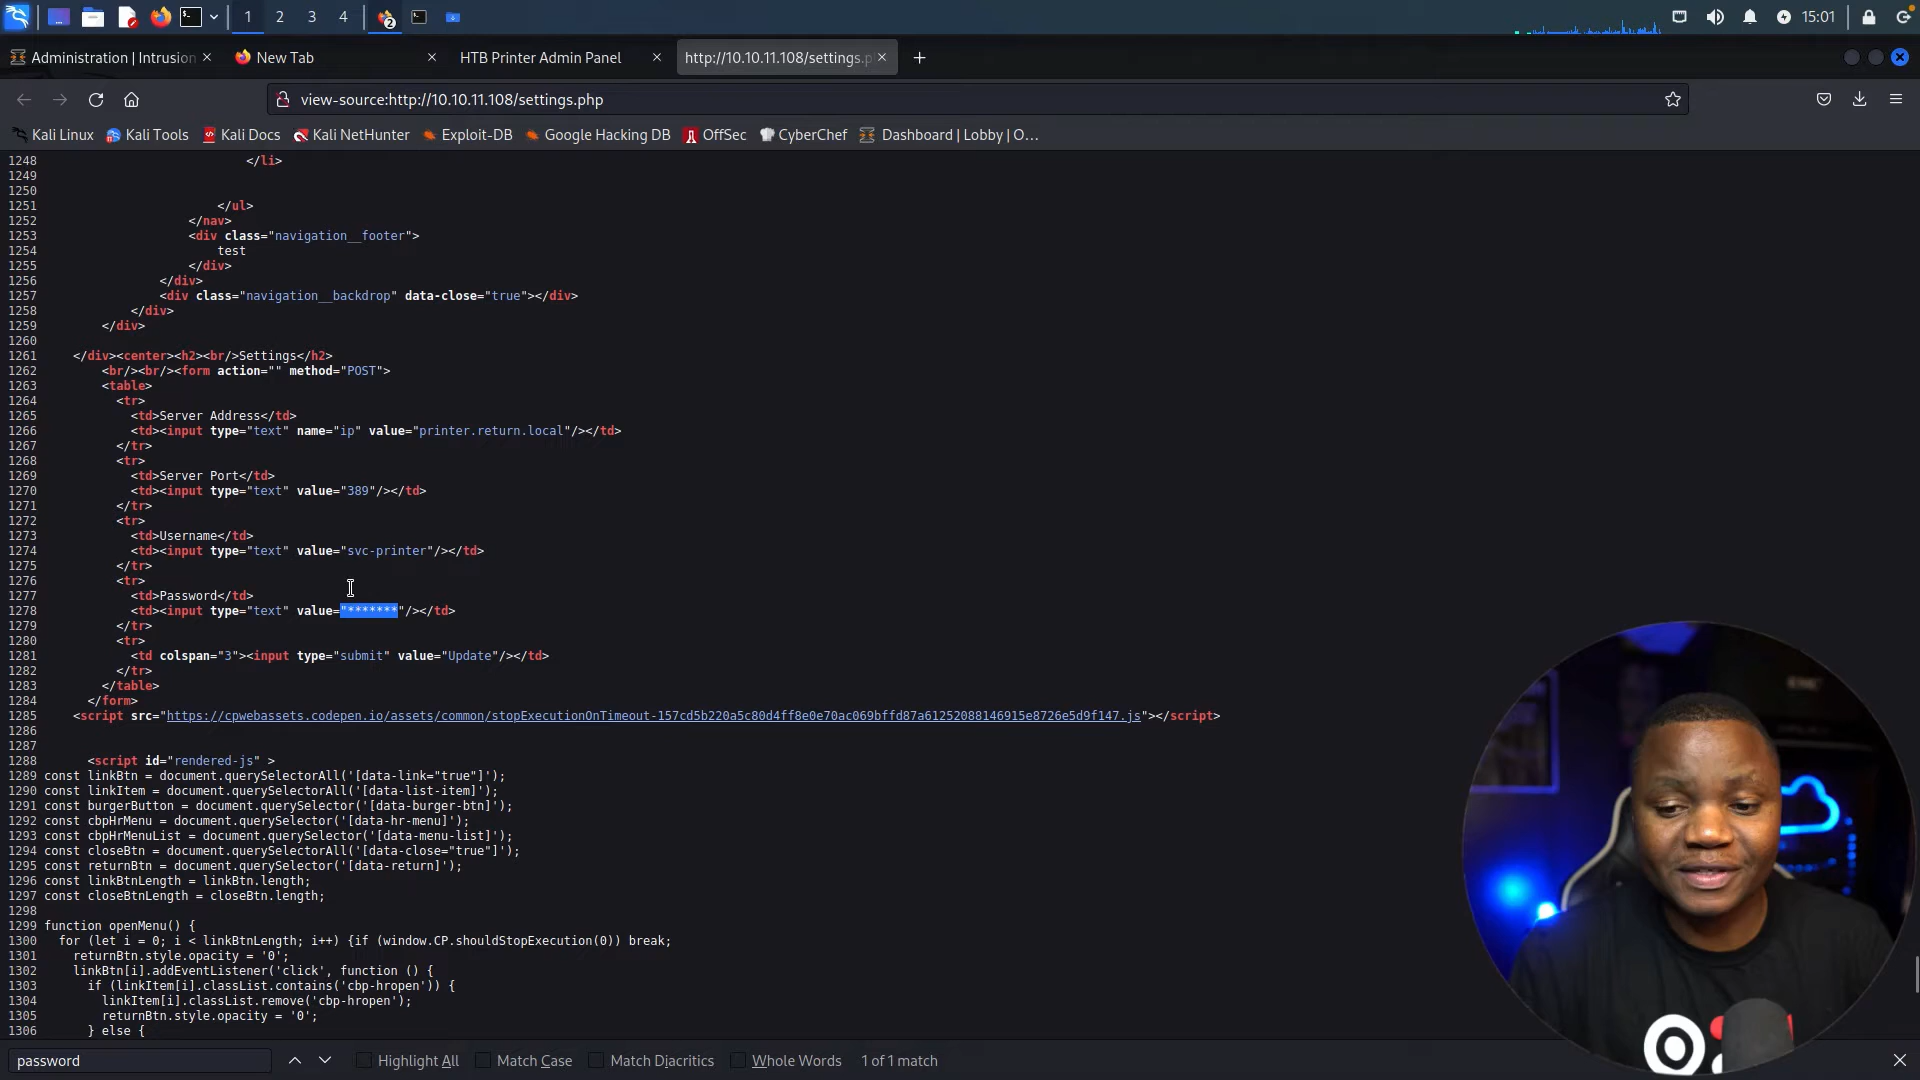 1 2 3 4 2 15:01
Administration | Intrusion New Tab HTB Printer Admin Panel http://10.10.11.108/settings.p
view-source:http://10.10.11.108/settings.php
Kali Linux Kali Tools Kali Docs Kali NetHunter Exploit-DB Google Hacking DB OffSec CyberChef Dashboard | Lobby | O…
1248 </li>
1249
1250
1251 </ul>
1252 </nav>
1253 <div class="navigation__footer">
1254 test
1255 </div>
1256 </div>
1257 <div class="navigation__backdrop" data-close="true"></div>
1258 </div>
1259 </div>
1260
1261 </div><center><h2><br/>Settings</h2>
1262 <br/><br/><form action="" method="POST">
1263 <table>
1264 <tr>
1265 <td>Server Address</td>
1266 <td><input type="text" name="ip" value="printer.return.local"/></td>
1267 </tr>
1268 <tr>
1269 <td>Server Port</td>
1270 <td><input type="text" value="389"/></td>
1271 </tr>
1272 <tr>
1273 <td>Username</td>
1274 <td><input type="text" value="svc-printer"/></td>
1275 </tr>
1276 <tr>
1277 <td>Password</td>
1278 <td><input type="text" value="*******"/></td>
1279 </tr>
1280 <tr>
1281 <td colspan="3"><input type="submit" value="Update"/></td>
1282 </tr>
1283 </table>
1284 </form>
1285 <script src="https://cpwebassets.codepen.io/assets/common/stopExecutionOnTimeout-157cd5b220a5c80d4ff8e0e70ac069bffd87a61252088146915e8726e5d9f147.js"></script>
1286
1287
1288 <script id="rendered-js" >
1289 const linkBtn = document.querySelectorAll('[data-link="true"]');
1290 const linkItem = document.querySelectorAll('[data-list-item]');
1291 const burgerButton = document.querySelector('[data-burger-btn]');
1292 const cbpHrMenu = document.querySelector('[data-hr-menu]');
1293 const cbpHrMenuList = document.querySelector('[data-menu-list]');
1294 const closeBtn = document.querySelectorAll('[data-close="true"]');
1295 const returnBtn = document.querySelector('[data-return]');
1296 const linkBtnLength = linkBtn.length;
1297 const closeBtnLength = closeBtn.length;
1298
1299 function openMenu() {
1300 for (let i = 0; i < linkBtnLength; i++) {if (window.CP.shouldStopExecution(0)) break;
1301 returnBtn.style.opacity = '0';
1302 linkBtn[i].addEventListener('click', function () {
1303 if (linkItem[i].classList.contains('cbp-hropen')) {
1304 linkItem[i].classList.remove('cbp-hropen');
1305 returnBtn.style.opacity = '0';
1306 } else {
password Highlight All Match Case Match Diacritics Whole Words 1 of 1 match